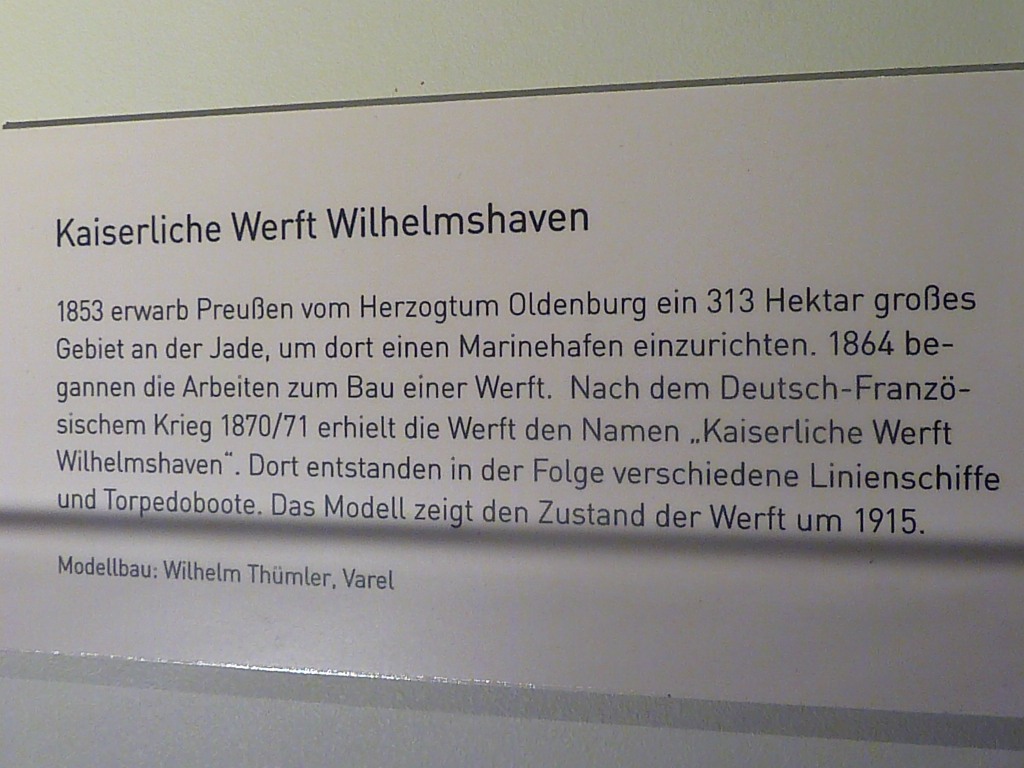 Kaiserliche Werft Wilhelmshaven
1853 erwarb Preußen vom Herzogtum Oldenburg ein 313 Hektar großes
Gebiet an der Jade, um dort einen Marinehafen einzurichten. 1864 be-
gannen die Arbeiten zum Bau einer Werft. Nach dem Deutsch-Franzö-
sischem Krieg 1870/71 erhielt die Werft den Namen „Kaiserliche Werft
Wilhelmshaven“. Dort entstanden in der Folge verschiedene Linienschiffe
und Torpedoboote. Das Modell zeigt den Zustand der Werft um 1915.
Modellbau: Wilhelm Thümler, Varel